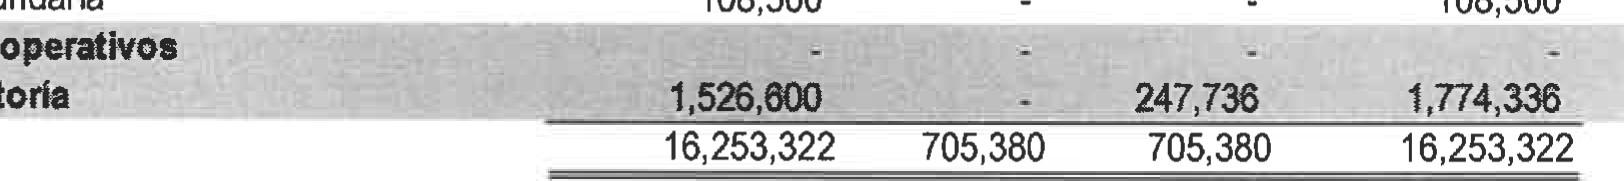 operativos - - - -
toría 1,526,600 - 247,736 1,774,336
16,253,322 705,380 705,380 16,253,322